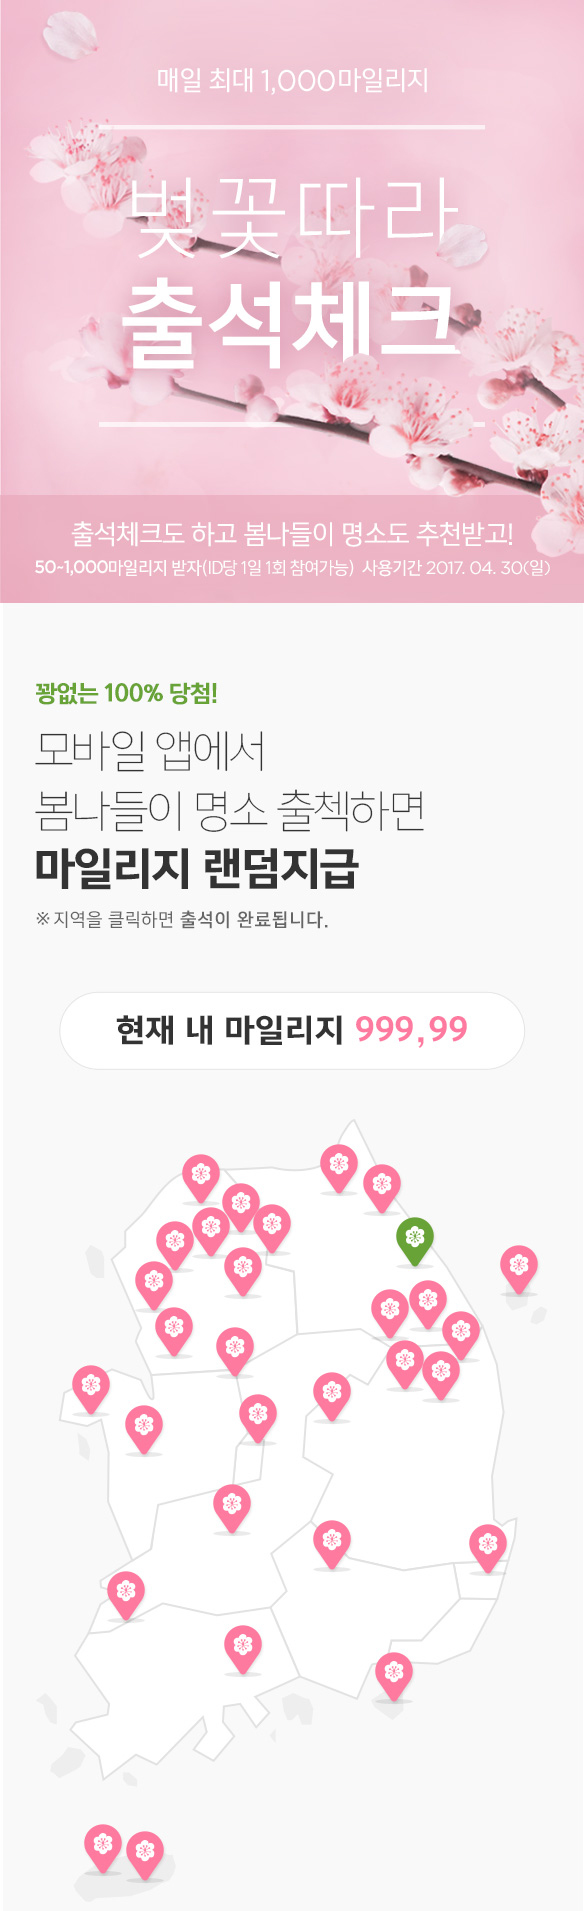 매일 최대 1,000마일리지
벚꽃따라
출석체크
출석체크도 하고 봄나들이 명소도 추천받고!
50~1,000마일리지 받자(ID당 1일 1회 참여가능) 사용기간 2017. 04. 30(일)
꽝없는 100% 당첨!
모바일 앱에서
봄나들이 명소 출첵하면
마일리지 랜덤지급
※ 지역을 클릭하면 출석이 완료됩니다.
현재 내 마일리지 999,99